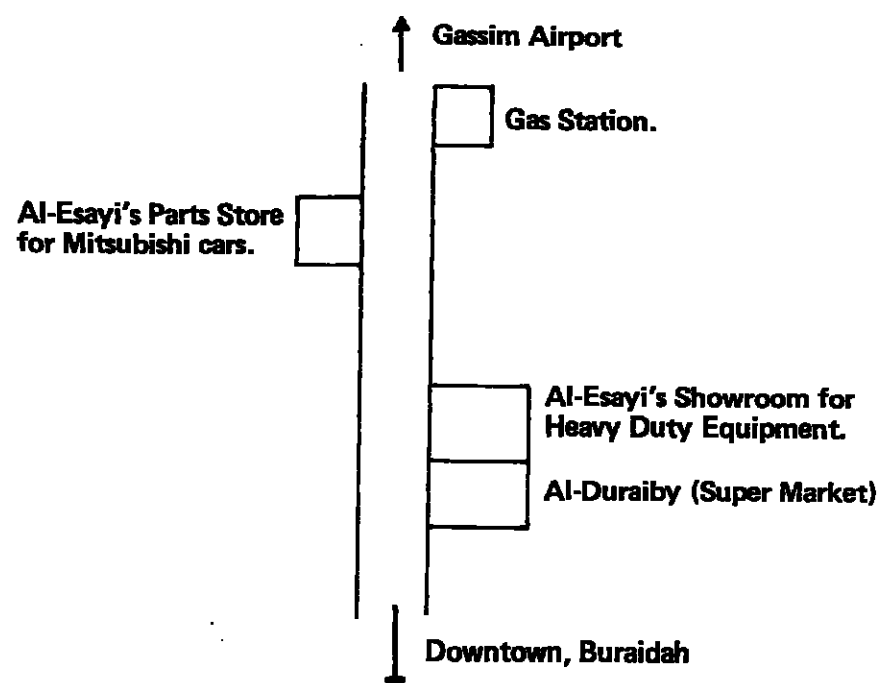 Gassim Airport
Gas Station.
Al-Esayi's Parts Store
for Mitsubishi cars.
Al-Esayi's Showroom for
Heavy Duty Equipment.
Al-Duraiby (Super Market)
Downtown, Buraidah